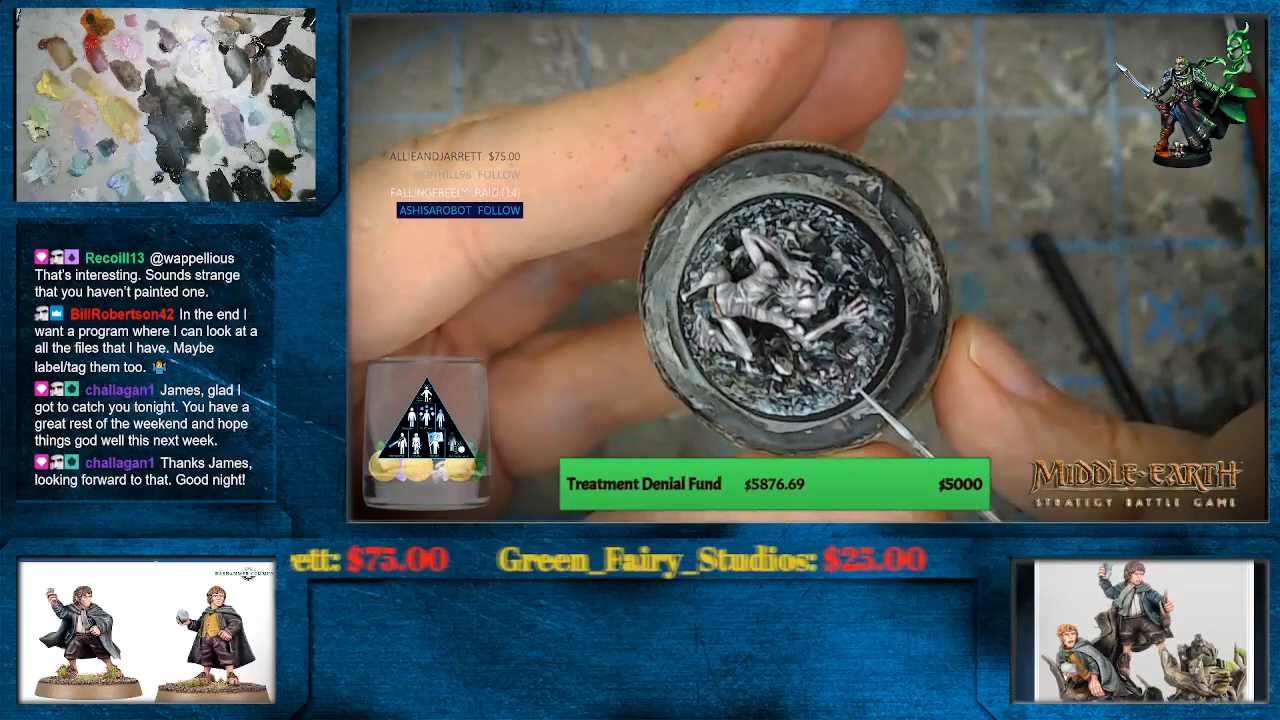 ALLIEANDJARRETT $75.00
FALLINGFREELY RAID [14]
ASHISAROBOT FOLLOW
Recoill13 @wappellious
That's interesting. Sounds strange
that you haven't painted one.
BillRobertson42 In the end I
want a program where I can look at
all the files that I have. Maybe
label/tag them too.
challagan1 James, glad I
got to catch you tonight. You have a
great rest of the weekend and hope
things god well this next week.
challagan1 Thanks James,
looking forward to that. Good night!
Treatment Denial Fund $5876.69 $5000
MIDDLE-EARTH
STRATEGY BATTLE GAME
ett: $75.00 Green_Fairy_Studios: $25.00